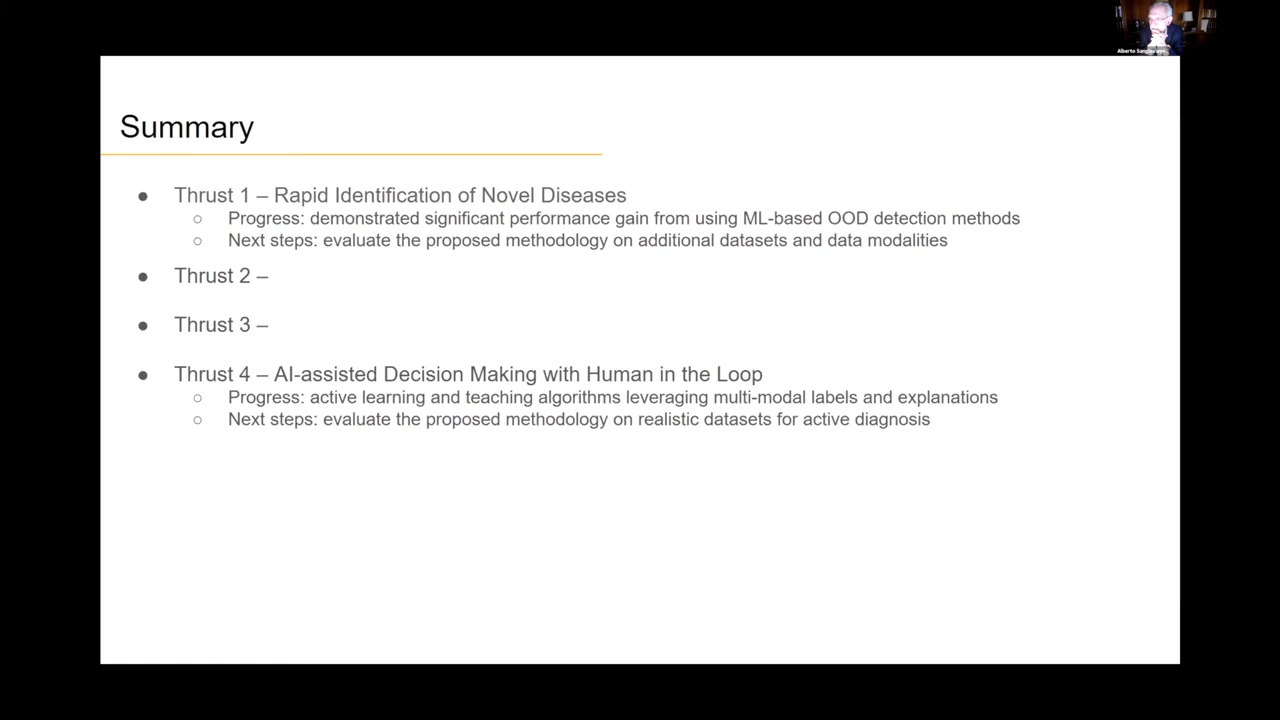 Alberto
Summary
● Thrust 1 – Rapid Identification of Novel Diseases
○ Progress: demonstrated significant performance gain from using ML-based OOD detection methods
○ Next steps: evaluate the proposed methodology on additional datasets and data modalities
● Thrust 2 –
● Thrust 3 –
● Thrust 4 – AI-assisted Decision Making with Human in the Loop
○ Progress: active learning and teaching algorithms leveraging multi-modal labels and explanations
○ Next steps: evaluate the proposed methodology on realistic datasets for active diagnosis